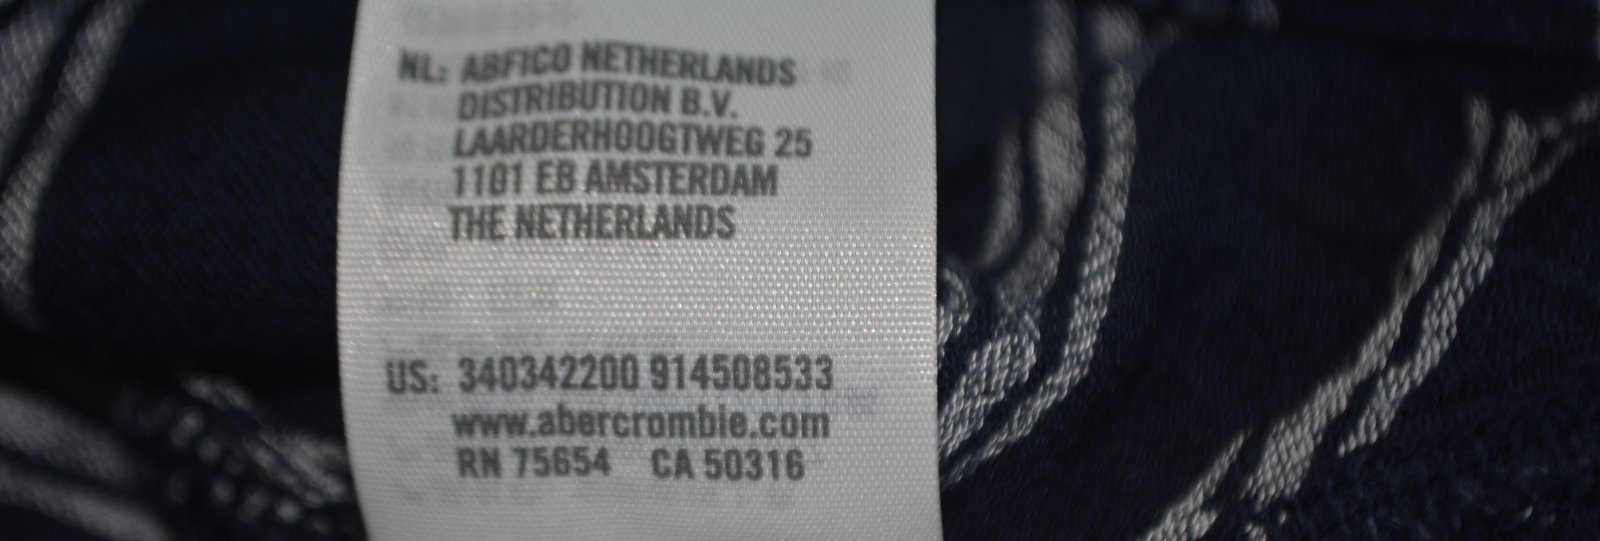 NL: ABFICO NETHERLANDS
DISTRIBUTION B.V.
LAARDERHOOGTWEG 25
1101 EB AMSTERDAM
THE NETHERLANDS
US: 340342200 914508533
www.abercrombie.com
RN 75654 CA 50316